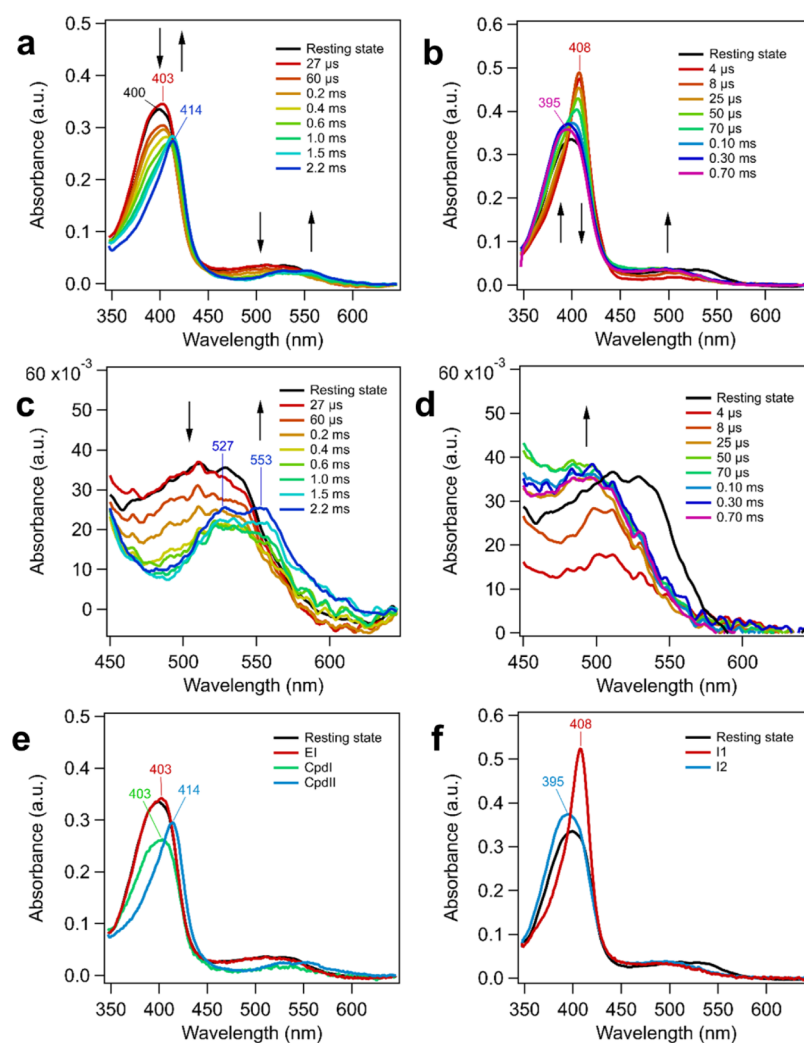 a
Absorbance (a.u.)
0.5
0.4
0.3
0.2
0.1
0.0
400
403
414
Resting state
27 µs
60 µs
0.2 ms
0.4 ms
0.6 ms
1.0 ms
1.5 ms
2.2 ms
350 400 450 500 550 600
Wavelength (nm)
b
Absorbance (a.u.)
0.6
0.5
0.4
0.3
0.2
0.1
0.0
408
395
Resting state
4 µs
8 µs
25 µs
50 µs
70 µs
0.10 ms
0.30 ms
0.70 ms
350 400 450 500 550 600
Wavelength (nm)
c
Absorbance (a.u.)
60 x10⁻³
50
40
30
20
10
0
527
553
Resting state
27 µs
60 µs
0.2 ms
0.4 ms
0.6 ms
1.0 ms
1.5 ms
2.2 ms
450 500 550 600
Wavelength (nm)
d
Absorbance (a.u.)
60 x10⁻³
50
40
30
20
10
0
Resting state
4 µs
8 µs
25 µs
50 µs
70 µs
0.10 ms
0.30 ms
0.70 ms
450 500 550 600
Wavelength (nm)
e
Absorbance (a.u.)
0.5
0.4
0.3
0.2
0.1
0.0
403
403
414
Resting state
EI
CpdI
CpdII
350 400 450 500 550 600
Wavelength (nm)
f
Absorbance (a.u.)
0.6
0.5
0.4
0.3
0.2
0.1
0.0
408
395
Resting state
I1
I2
350 400 450 500 550 600
Wavelength (nm)